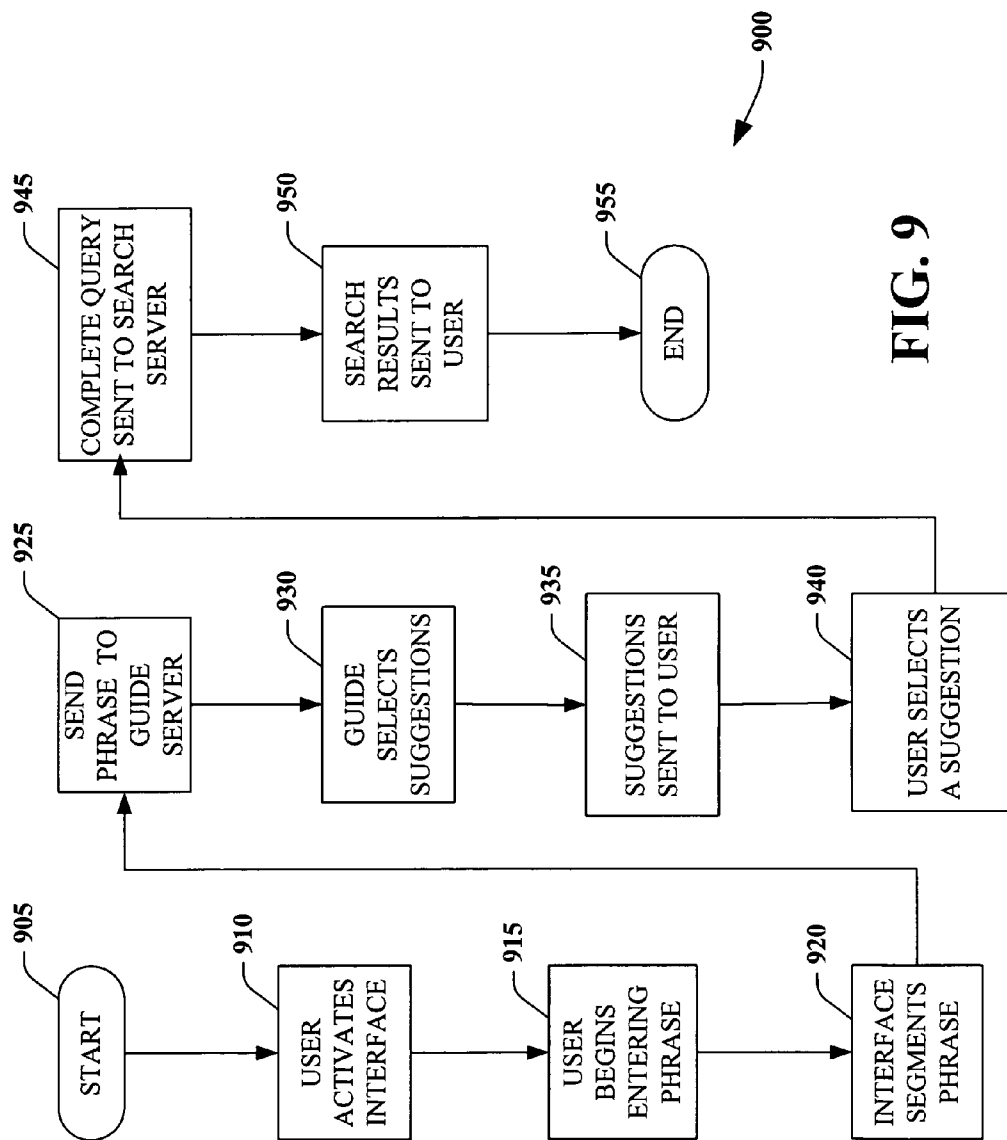 905
START
910
USER
ACTIVATES
INTERFACE
915
USER
BEGINS
ENTERING
PHRASE
920
INTERFACE
SEGMENTS
PHRASE
925
SEND
PHRASE TO
GUIDE
SERVER
930
GUIDE
SELECTS
SUGGESTIONS
935
SUGGESTIONS
SENT TO USER
940
USER SELECTS
A SUGGESTION
945
COMPLETE QUERY
SENT TO SEARCH
SERVER
950
SEARCH
RESULTS
SENT TO
USER
955
END
900
FIG. 9